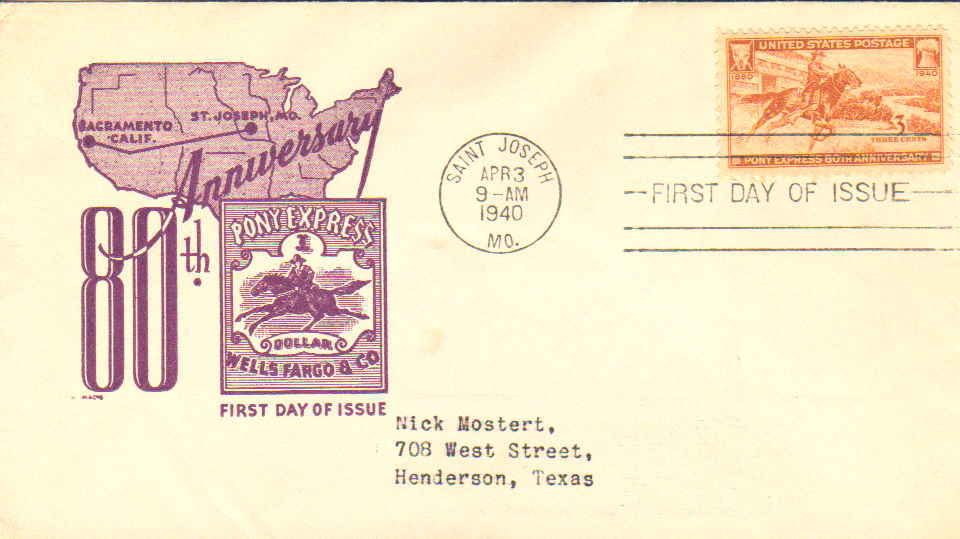 UNITED STATES POSTAGE
1860
1940
3
THREE CENTS
PONY EXPRESS 80TH ANNIVERSARY
SACRAMENTO
CALIF.
ST. JOSEPH, MO.
Anniversary
80th
PONY EXPRESS
1
DOLLAR
WELLS FARGO & CO
FIRST DAY OF ISSUE
SAINT JOSEPH
APR 3
9-AM
1940
MO.
FIRST DAY OF ISSUE
Nick Mostert,
708 West Street,
Henderson, Texas